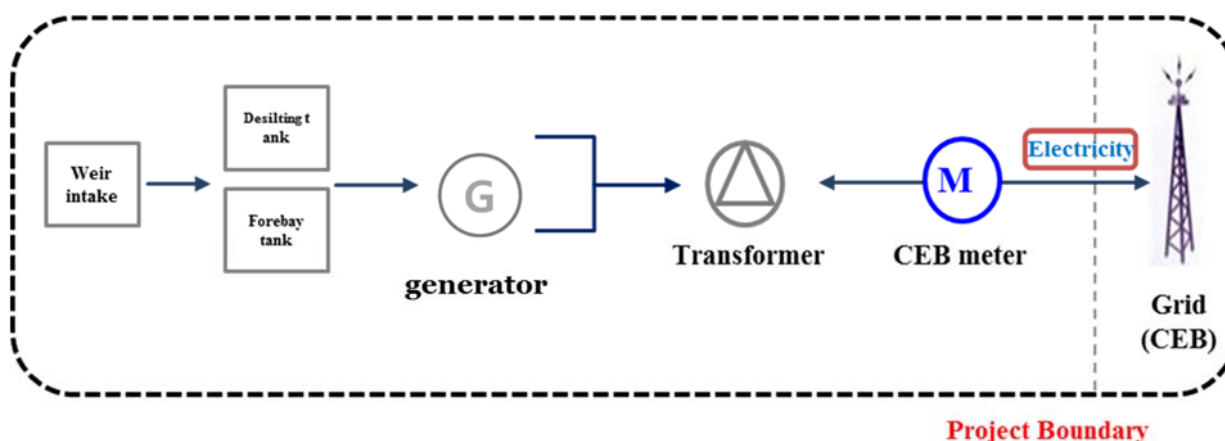 Weir
intake
Desilting t
ank
Forebay
tank
G
generator
Transformer
M
CEB meter
Electricity
Grid
(CEB)
Project Boundary